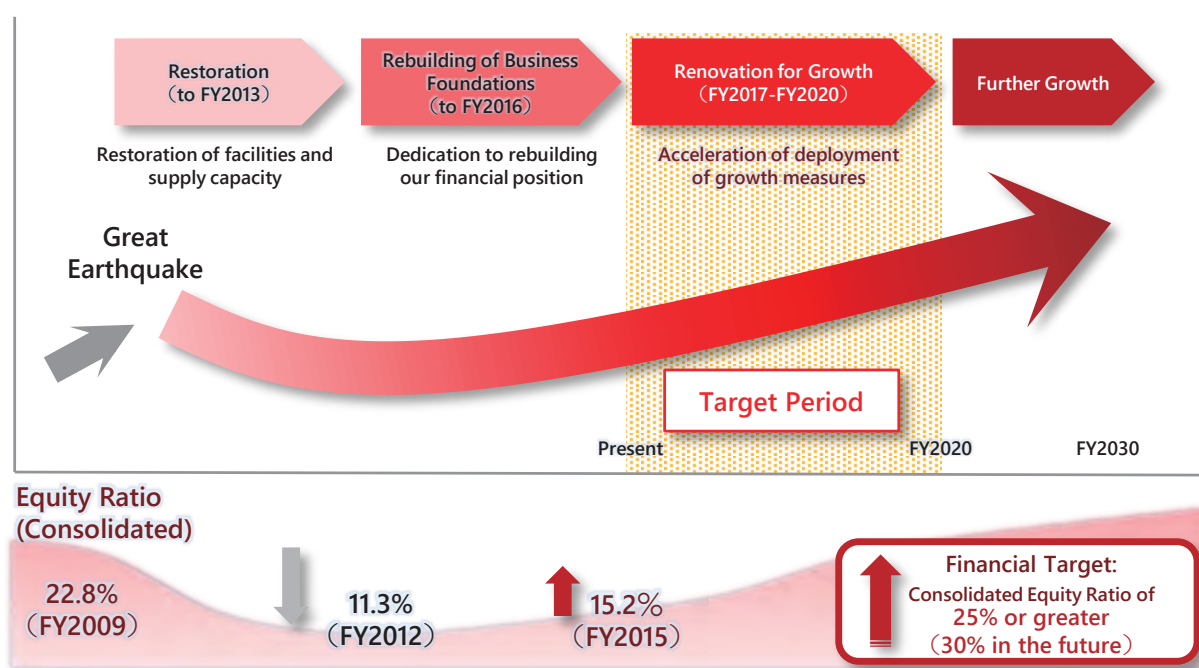 Restoration
（to FY2013）
Rebuilding of Business
Foundations
（to FY2016）
Renovation for Growth
（FY2017-FY2020）
Further Growth
Restoration of facilities and
supply capacity
Dedication to rebuilding
our financial position
Acceleration of deployment
of growth measures
Great
Earthquake
Target Period
Present
FY2020
FY2030
Equity Ratio
(Consolidated)
22.8%
（FY2009）
11.3%
（FY2012）
15.2%
（FY2015）
Financial Target:
Consolidated Equity Ratio of
25% or greater
（30% in the future）